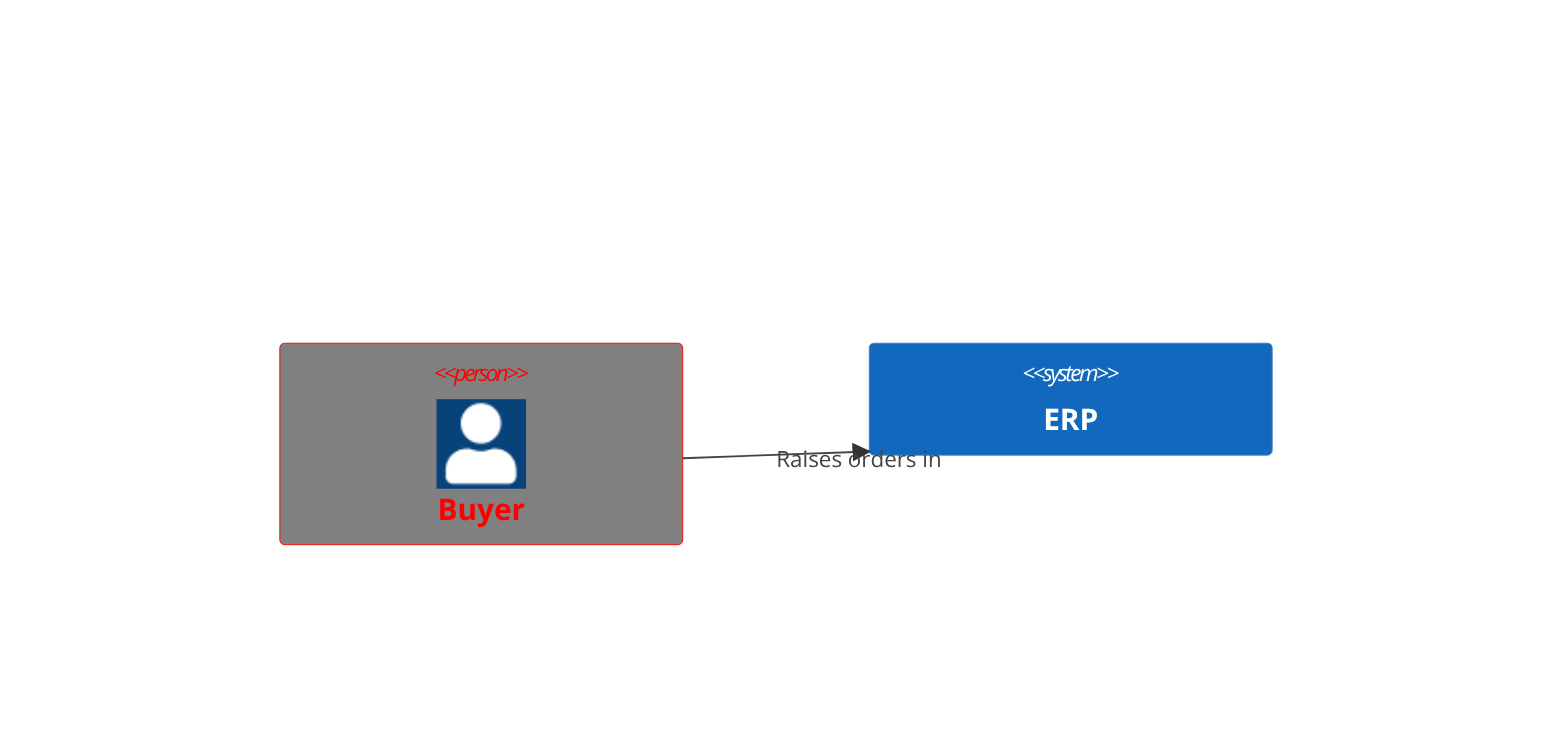 <<person>>
Buyer
<<system>>
ERP
Raises orders in